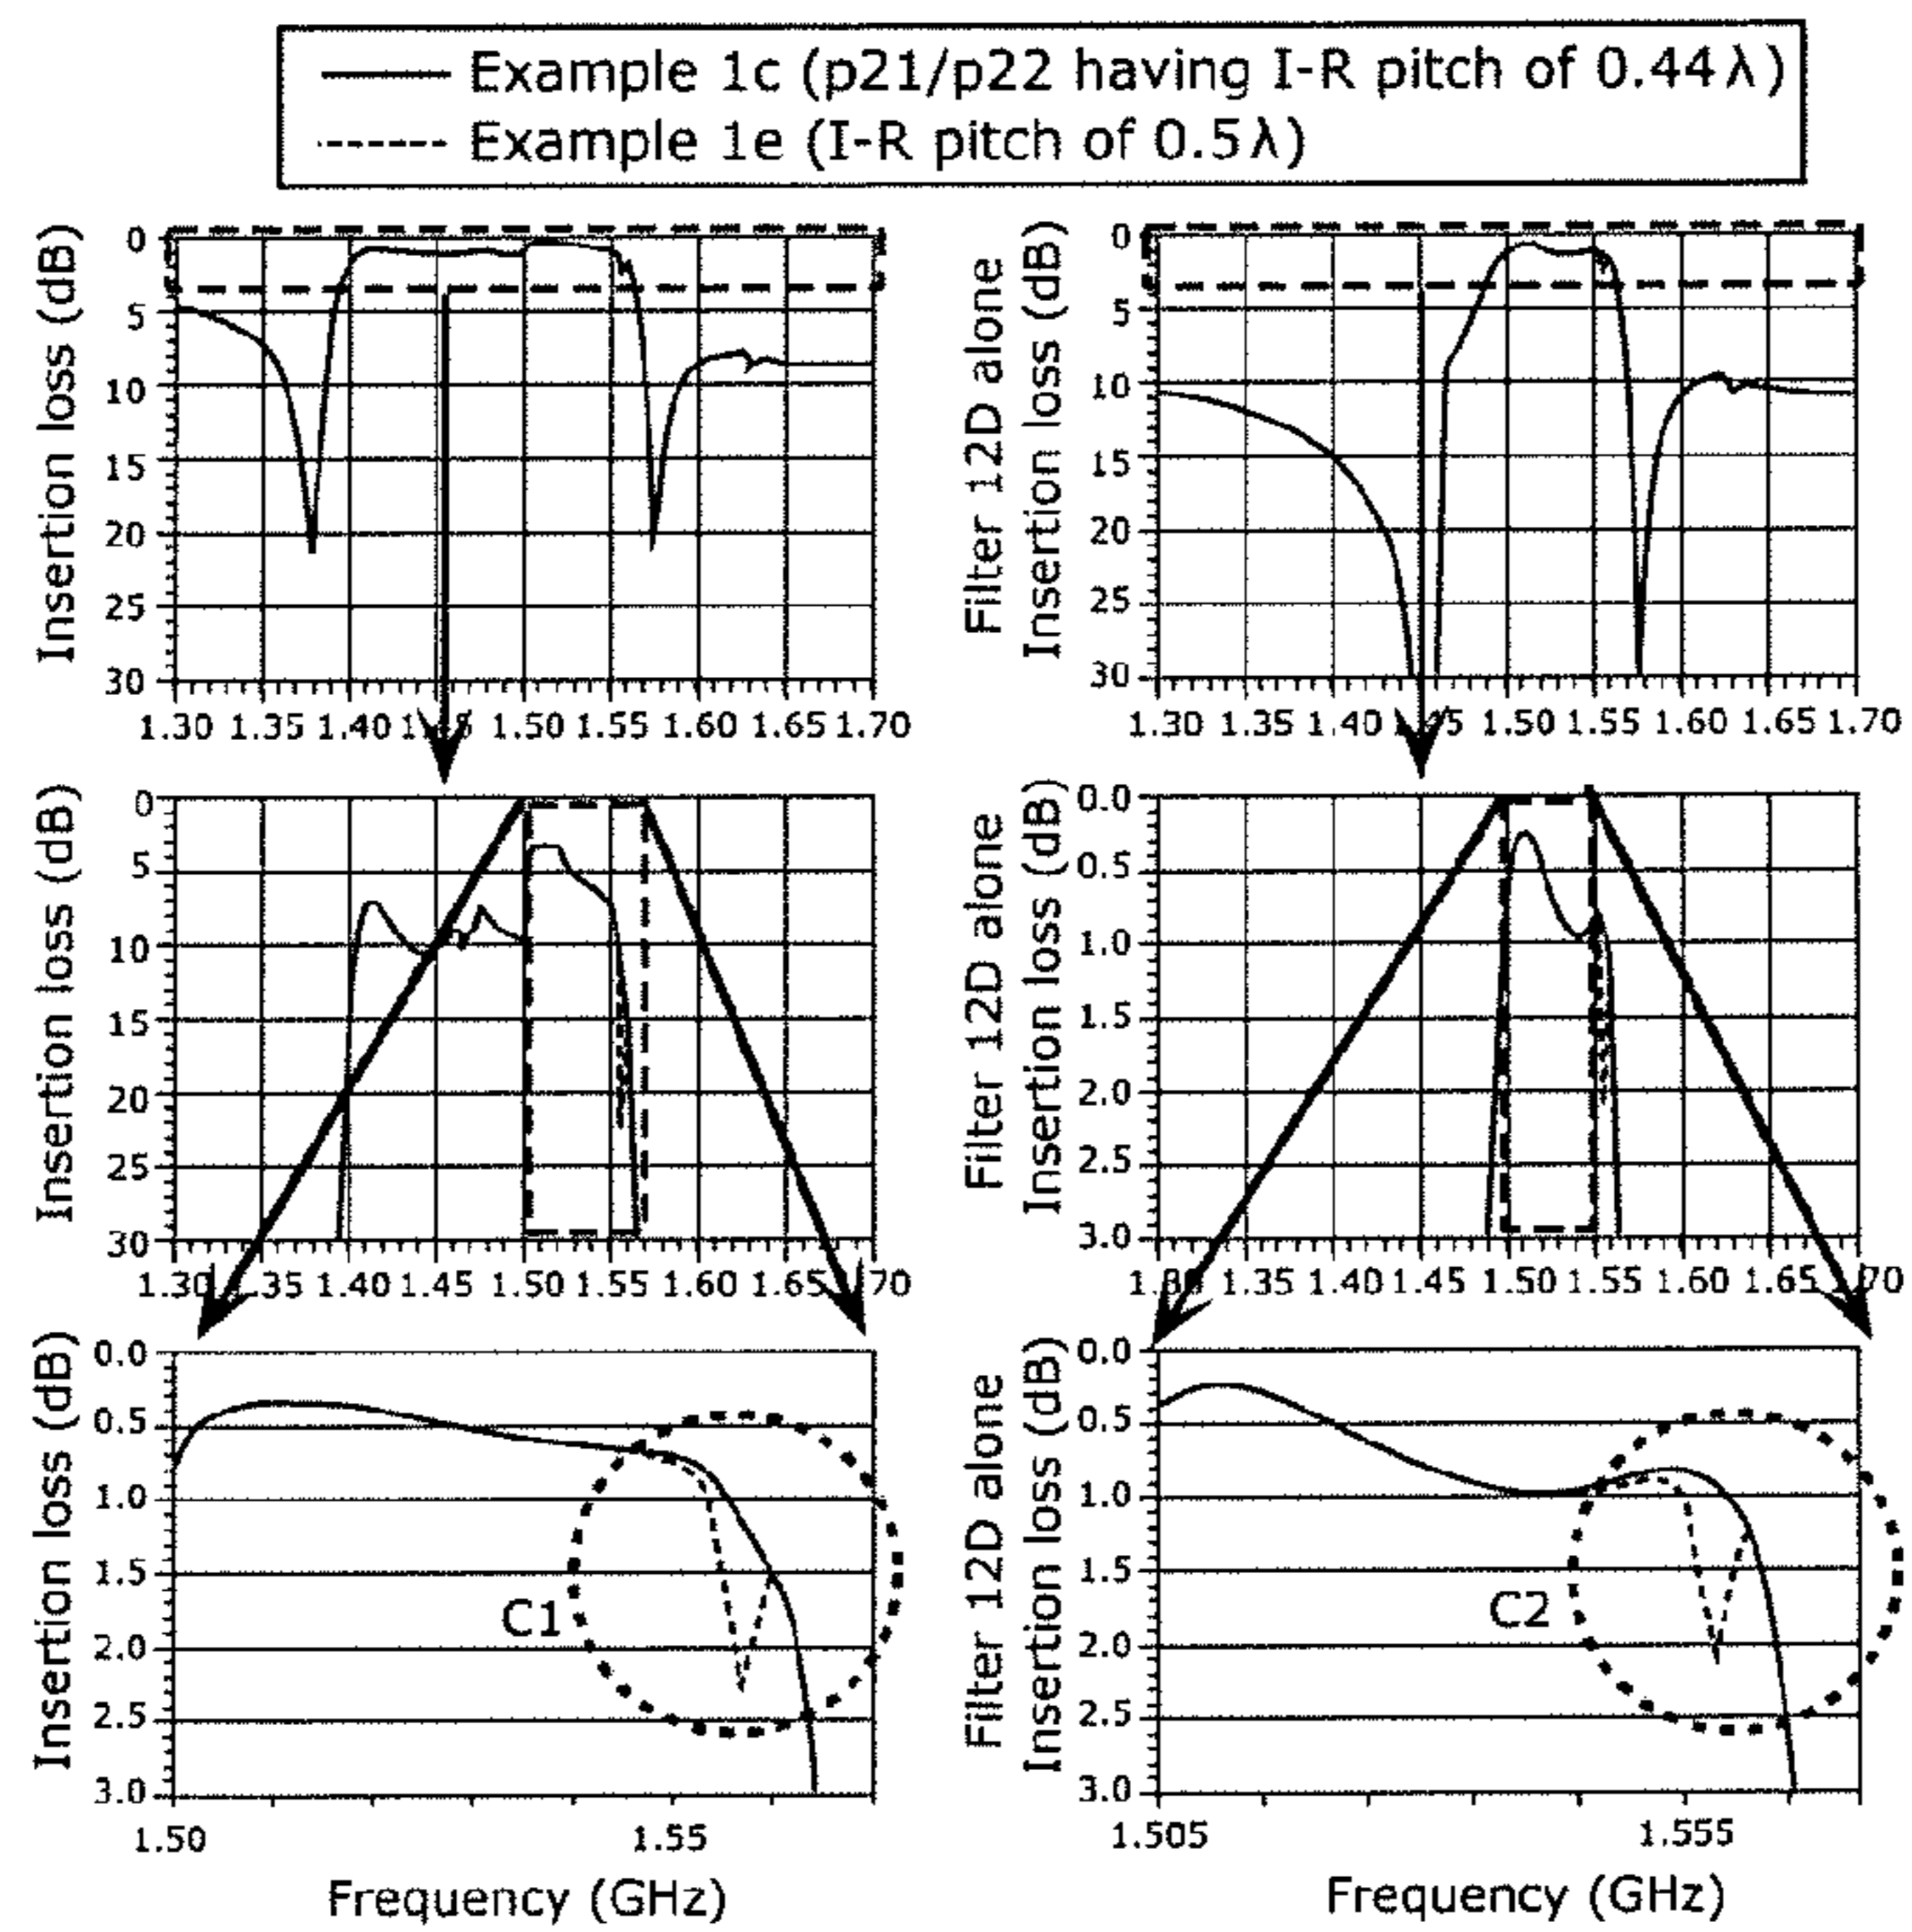 Example 1c (p21/p22 having I-R pitch of 0.44λ)
Example 1e (I-R pitch of 0.5λ)
Insertion loss (dB)
0
5
10
15
20
25
30
1.30 1.35 1.40 1.50 1.55 1.60 1.65 1.70
Filter 12D alone
Insertion loss (dB)
0
5
10
15
20
25
30
1.30 1.35 1.40 1.50 1.55 1.60 1.65 1.70
Insertion loss (dB)
0
5
10
15
20
25
30
1.30 1.35 1.40 1.45 1.50 1.55 1.60 1.65 70
Filter 12D alone
Insertion loss (dB)
0.0
0.5
1.0
1.5
2.0
2.5
3.0
1.35 1.40 1.45 1.50 1.55 1.60 1.65 70
Insertion loss (dB)
0.0
0.5
1.0
1.5
2.0
2.5
3.0
C1
1.50 1.55
Frequency (GHz)
Filter 12D alone
Insertion loss (dB)
0.0
0.5
1.0
1.5
2.0
2.5
3.0
C2
1.505 1.555
Frequency (GHz)